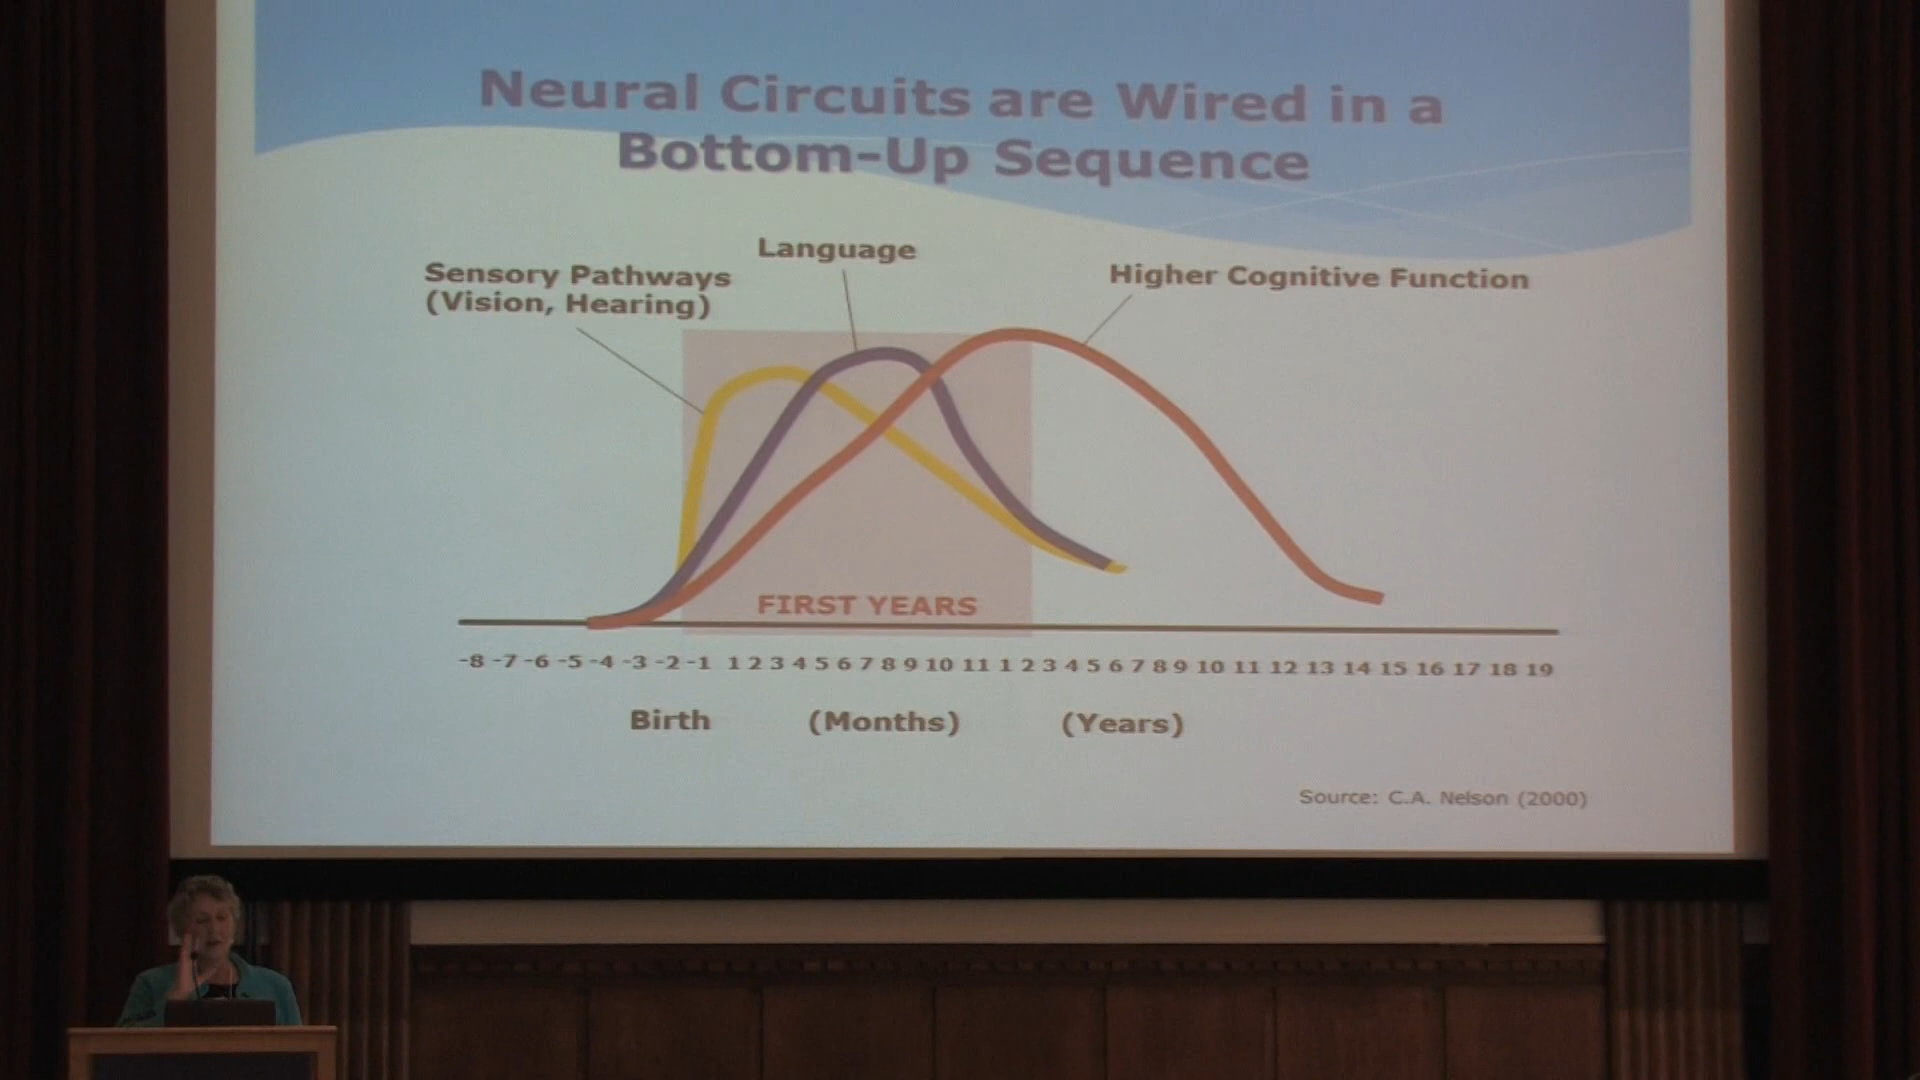 Neural Circuits are Wired in a
Bottom-Up Sequence
Language
Sensory Pathways
(Vision, Hearing)
Higher Cognitive Function
FIRST YEARS
-8 -7 -6 -5 -4 -3 -2 -1 1 2 3 4 5 6 7 8 9 10 11 1 2 3 4 5 6 7 8 9 10 11 12 13 14 15 16 17 18 19
Birth (Months) (Years)
Source: C.A. Nelson (2000)